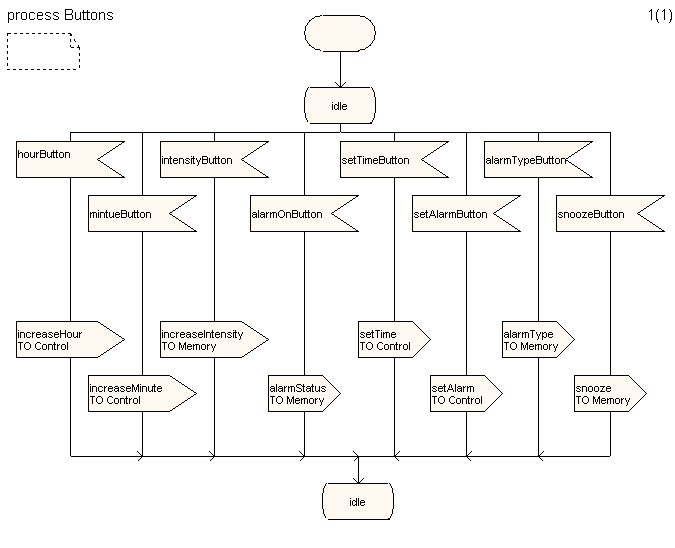 process Buttons
1(1)
idle
hourButton
intensityButton
setTimeButton
alarmTypeButton
mintueButton
alarmOnButton
setAlarmButton
snoozeButton
increaseHour
TO Control
increaseIntensity
TO Memory
setTime
TO Control
alarmType
TO Memory
increaseMinute
TO Control
alarmStatus
TO Memory
setAlarm
TO Control
snooze
TO Memory
idle